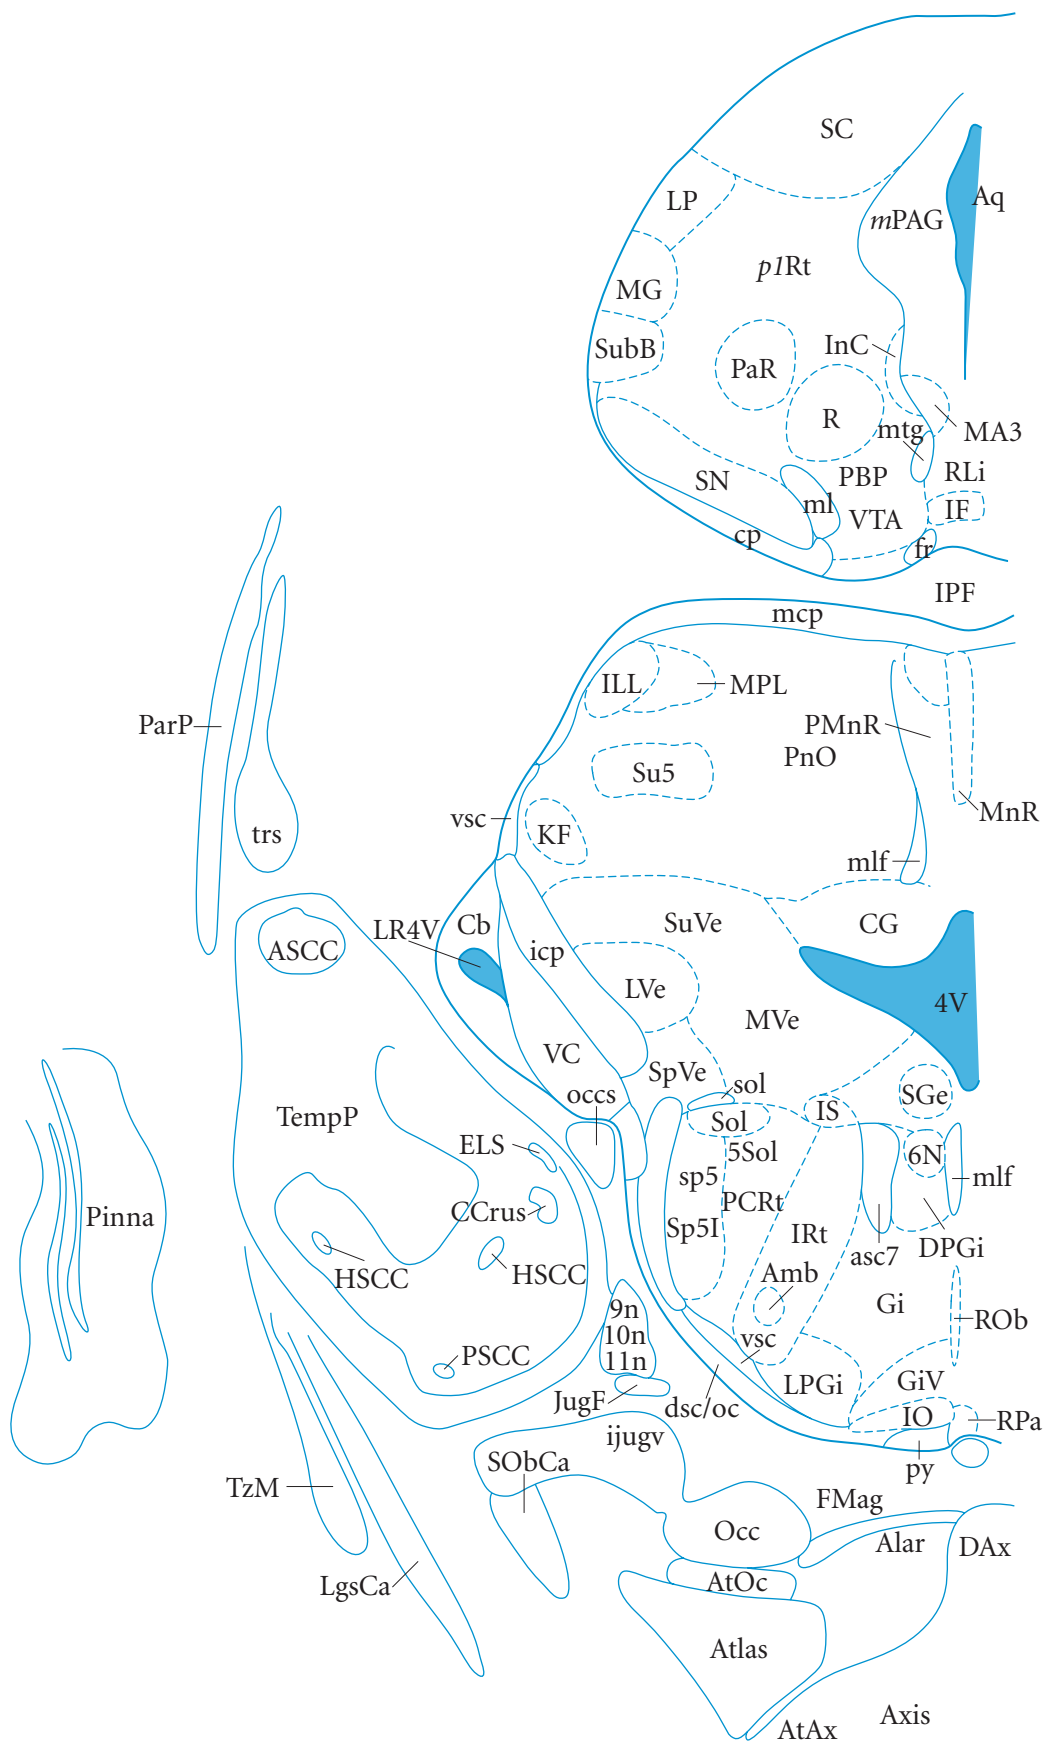 SC
LP
mPAG
Aq
p1Rt
MG
SubB
InC
PaR
R
mtg
MA3
SN
PBP
RLi
ml
VTA
IF
cp
fr
IPF
mcp
ILL
MPL
ParP
PMnR
PnO
Su5
MnR
vsc
KF
trs
mlf
LR4V
Cb
SuVe
CG
ASCC
icp
LVe
4V
MVe
VC
SpVe
sol
occs
SGe
TempP
Sol
IS
ELS
5Sol
6N
sp5
mlf
Pinna
CCrus
PCRt
Sp5I
IRt
asc7
DPGi
HSCC
HSCC
Amb
9n
10n
11n
Gi
ROb
vsc
PSCC
JugF
dsc/oc
LPGi
GiV
IO
RPa
ijugv
SObCa
py
TzM
FMag
Occ
Alar
DAx
LgsCa
AtOc
Atlas
Axis
AtAx